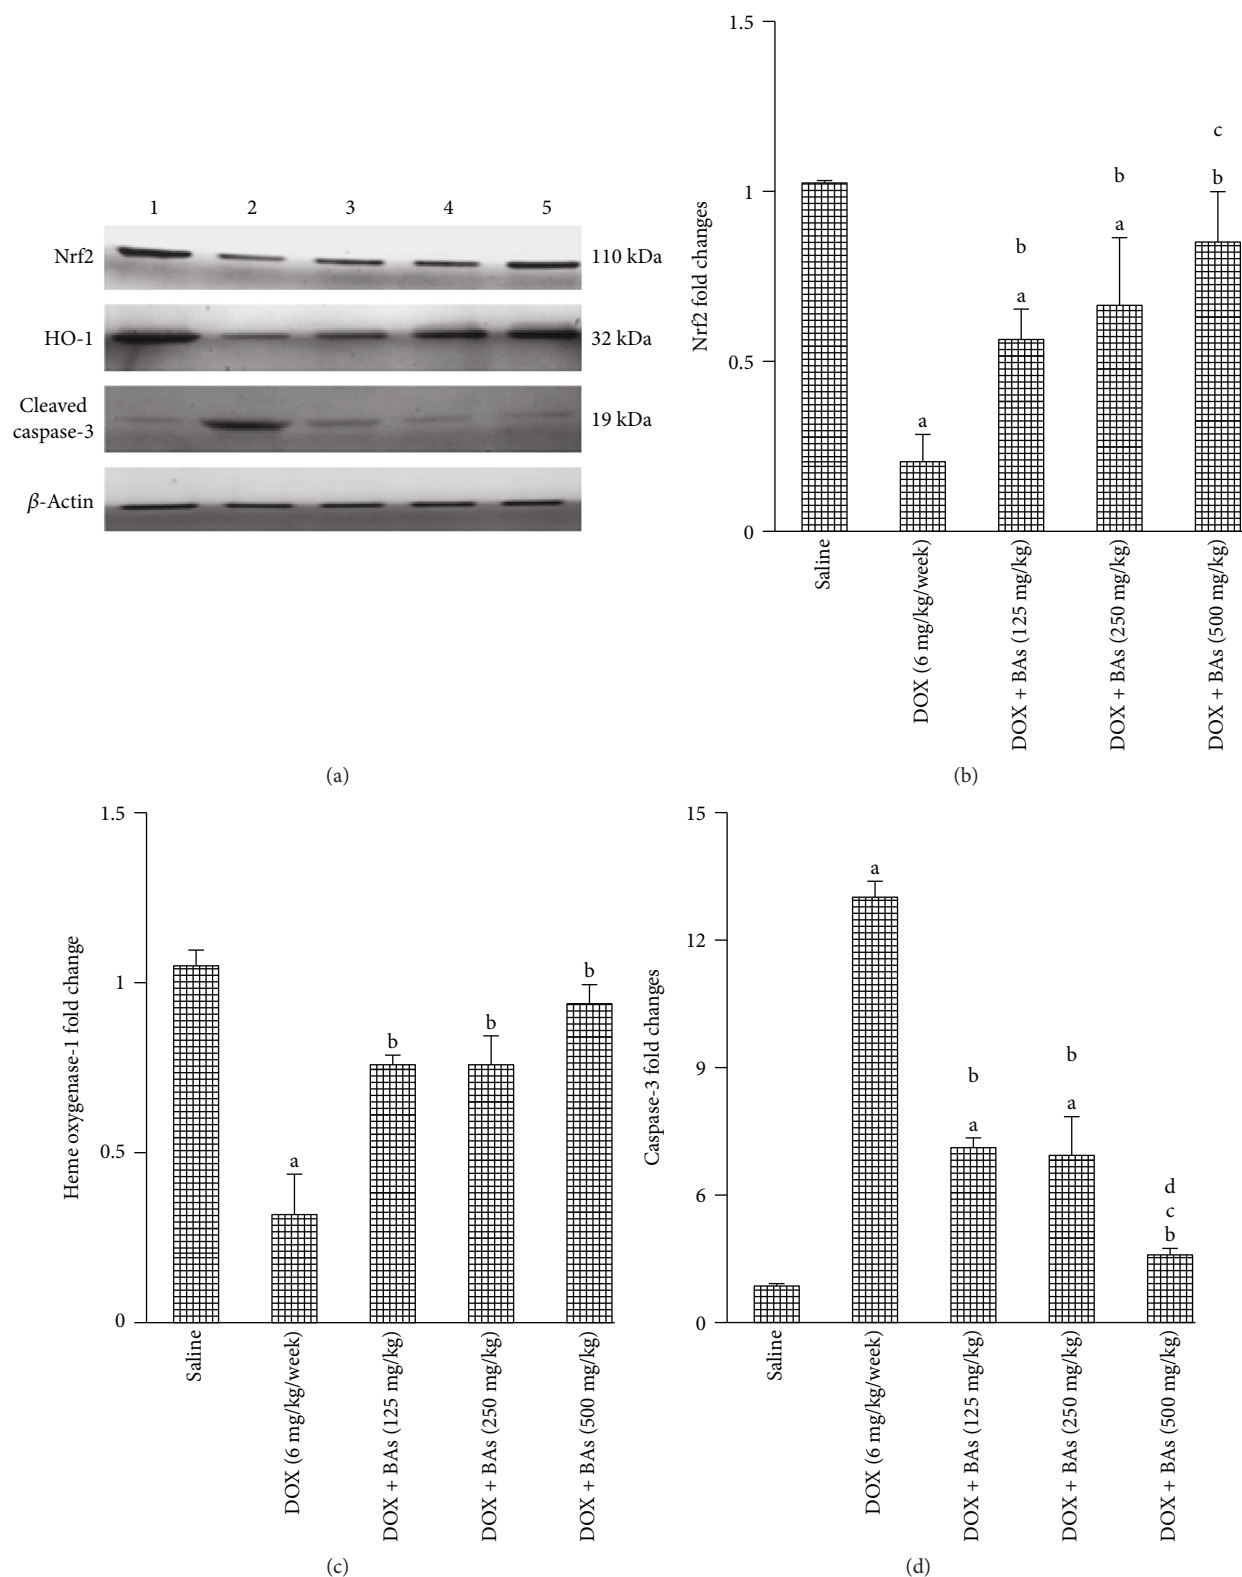 1 2 3 4 5
Nrf2 110 kDa
HO-1 32 kDa
Cleaved
caspase-3
19 kDa
β-Actin
(a)
Nrf2 fold changes
1.5
1
0.5
0
a
a
b
a
b
b
c
Saline
DOX (6 mg/kg/week)
DOX + BAs (125 mg/kg)
DOX + BAs (250 mg/kg)
DOX + BAs (500 mg/kg)
(b)
Heme oxygenase-1 fold change
1.5
1
0.5
0
a
b
b
b
Saline
DOX (6 mg/kg/week)
DOX + BAs (125 mg/kg)
DOX + BAs (250 mg/kg)
DOX + BAs (500 mg/kg)
(c)
Caspase-3 fold changes
15
12
9
6
0
a
b
a
b
a
d
c
b
Saline
DOX (6 mg/kg/week)
DOX + BAs (125 mg/kg)
DOX + BAs (250 mg/kg)
DOX + BAs (500 mg/kg)
(d)